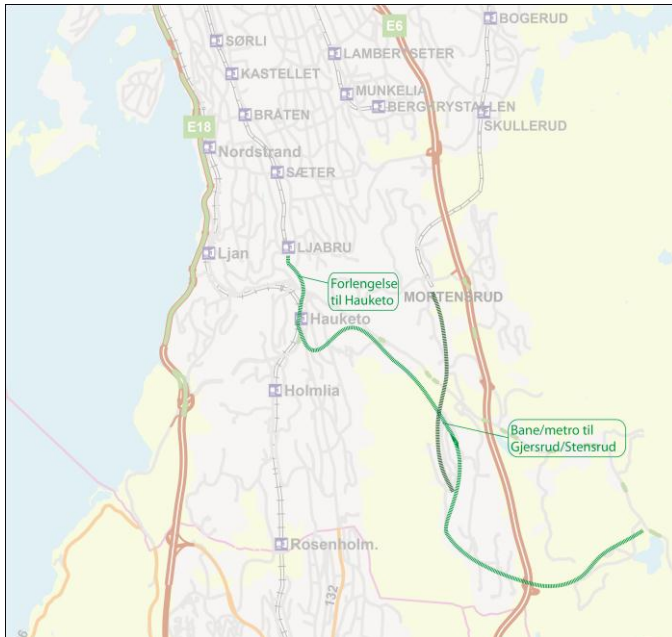 BOGERUD
E6
SØRLI
LAMBERTSETER
KASTELLET
MUNKELIA
BERGKRYSTALLEN
BRÅTEN
SKULLERUD
E18
Nordstrand
SÆTER
LJABRU
Ljan
Forlengelse
til Hauketo
MORTENSRUD
Hauketo
Holmlia
Bane/metro til
Gjersrud/Stensrud
Rosenholm.
132
6